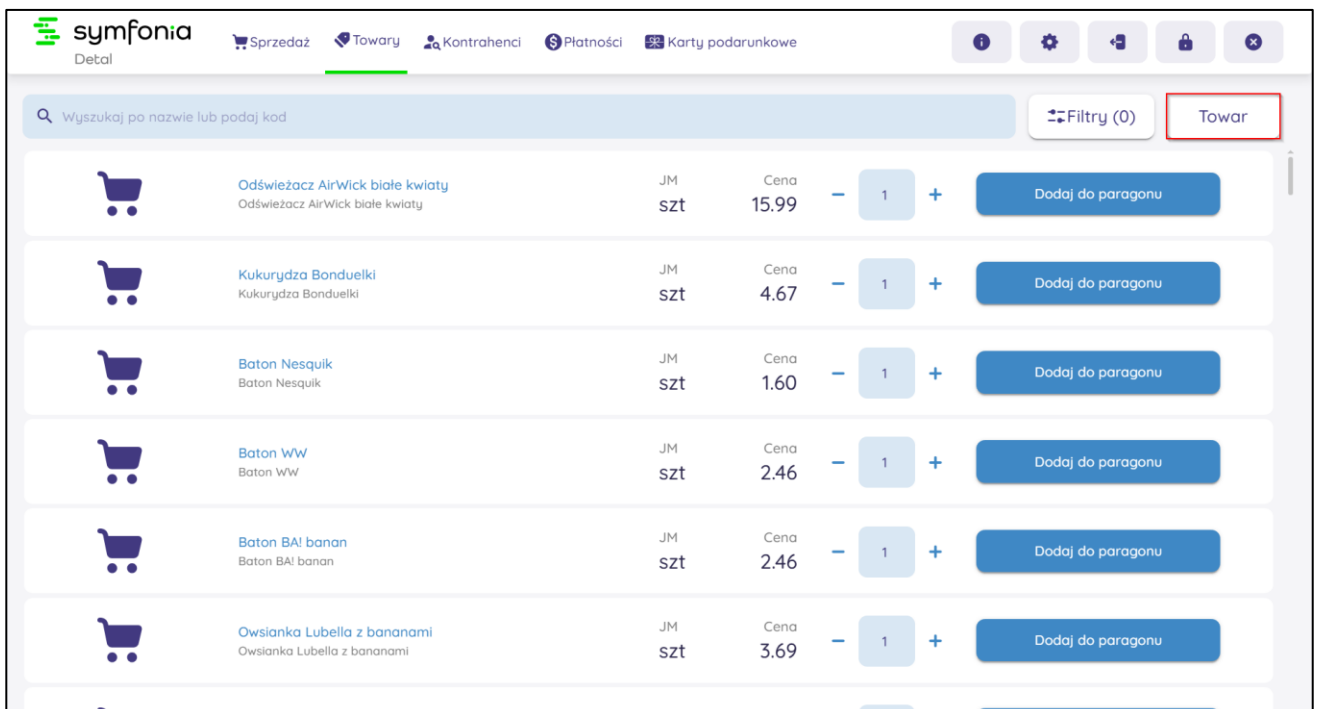 symfonia
Detal
Sprzedaż Towary Kontrahenci Płatności Karty podarunkowe
Wyszukaj po nazwie lub podaj kod Filtry (0) Towar
Odświeżacz AirWick białe kwiaty JM Cena
Odświeżacz AirWick białe kwiaty szt 15.99 − 1 + Dodaj do paragonu
Kukurydza Bonduelki JM Cena
Kukurydza Bonduelki szt 4.67 − 1 + Dodaj do paragonu
Baton Nesquik JM Cena
Baton Nesquik szt 1.60 − 1 + Dodaj do paragonu
Baton WW JM Cena
Baton WW szt 2.46 − 1 + Dodaj do paragonu
Baton BA! banan JM Cena
Baton BA! banan szt 2.46 − 1 + Dodaj do paragonu
Owsianka Lubella z bananami JM Cena
Owsianka Lubella z bananami szt 3.69 − 1 + Dodaj do paragonu